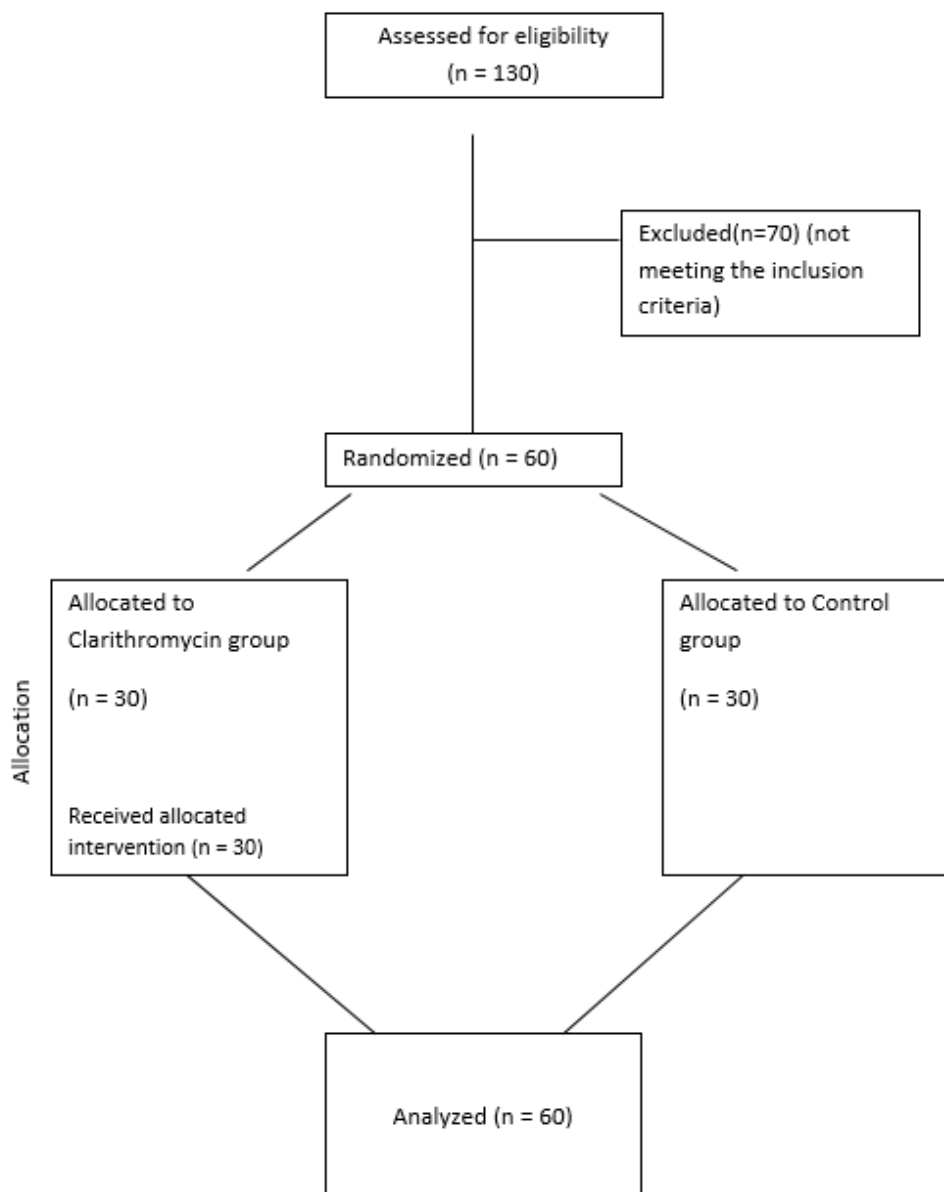 Assessed for eligibility
(n = 130)
Excluded(n=70) (not
meeting the inclusion
criteria)
Randomized (n = 60)
Allocated to
Clarithromycin group
(n = 30)
Received allocated
intervention (n = 30)
Allocated to Control
group
(n = 30)
Allocation
Analyzed (n = 60)